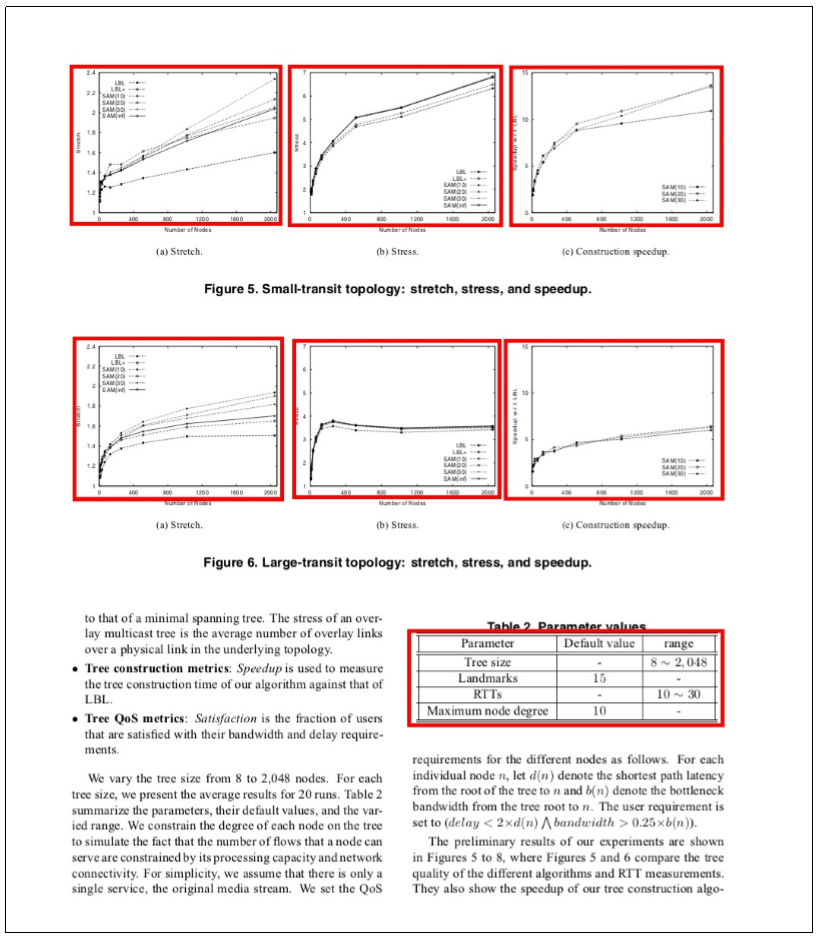 2.4
2.2
2
1.8
1.6
1.4
1.2
1
Stretch
LBL
LBL+
SAM(10)
SAM(20)
SAM(30)
SAM(inf)
0 400 800 1200 1600 2000
Number of Nodes
(a) Stretch.
7
6
5
4
3
2
1
Stress
LBL
LBL+
SAM(10)
SAM(20)
SAM(30)
SAM(inf)
0 400 800 1200 1600 2000
Number of Nodes
(b) Stress.
15
10
5
0
Speedup w.r.t. LBL
SAM(10)
SAM(20)
SAM(30)
0 400 800 1200 1600 2000
Number of Nodes
(c) Construction speedup.
Figure 5. Small-transit topology: stretch, stress, and speedup.
2.4
2.2
2
1.8
1.6
1.4
1.2
1
Stretch
LBL
LBL+
SAM(10)
SAM(20)
SAM(30)
SAM(inf)
0 400 800 1200 1600 2000
Number of Nodes
(a) Stretch.
7
6
5
4
3
2
1
LBL
LBL+
SAM(10)
SAM(20)
SAM(30)
SAM(inf)
0 400 800 1200 1600 2000
Number of Nodes
(b) Stress.
15
10
5
0
Speedup w.r.t. LBL
SAM(10)
SAM(20)
SAM(30)
0 400 800 1200 1600 2000
Number of Nodes
(c) Construction speedup.
Figure 6. Large-transit topology: stretch, stress, and speedup.
to that of a minimal spanning tree. The stress of an over-
lay multicast tree is the average number of overlay links
over a physical link in the underlying topology.
• Tree construction metrics: Speedup is used to measure
the tree construction time of our algorithm against that of
LBL.
• Tree QoS metrics: Satisfaction is the fraction of users
that are satisfied with their bandwidth and delay require-
ments.
We vary the tree size from 8 to 2,048 nodes. For each
tree size, we present the average results for 20 runs. Table 2
summarize the parameters, their default values, and the var-
ied range. We constrain the degree of each node on the tree
to simulate the fact that the number of flows that a node can
serve are constrained by its processing capacity and network
connectivity. For simplicity, we assume that there is only a
single service, the original media stream. We set the QoS
Table 2. Parameter values
Parameter Default value range
Tree size - 8 ∼ 2, 048
Landmarks 15 -
RTTs - 10 ∼ 30
Maximum node degree 10 -
requirements for the different nodes as follows. For each
individual node n, let d(n) denote the shortest path latency
from the root of the tree to n and b(n) denote the bottleneck
bandwidth from the tree root to n. The user requirement is
set to (delay < 2×d(n) ⋀ bandwidth > 0.25×b(n)).
The preliminary results of our experiments are shown
in Figures 5 to 8, where Figures 5 and 6 compare the tree
quality of the different algorithms and RTT measurements.
They also show the speedup of our tree construction algo-